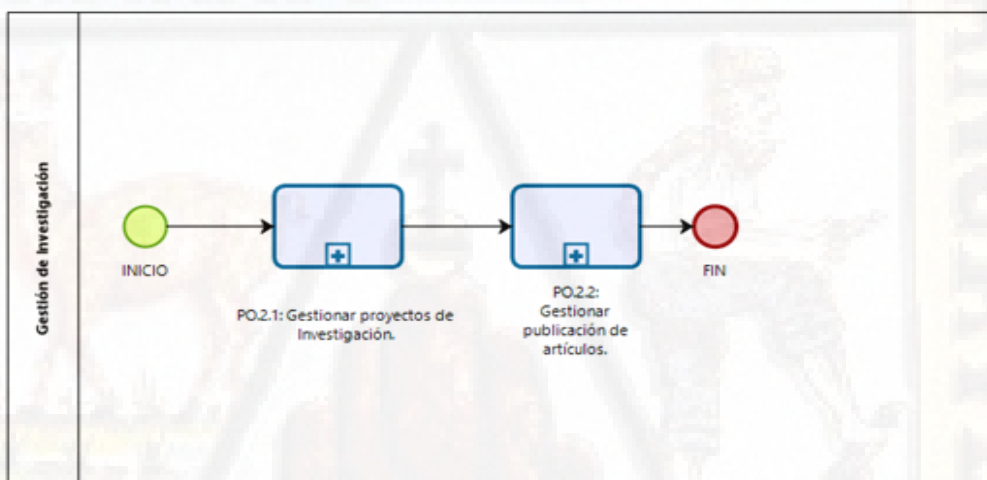 Gestión de Investigación
INICIO
PO.2.1: Gestionar proyectos de
Investigación.
PO.2.2:
Gestionar
publicación de
artículos.
FIN